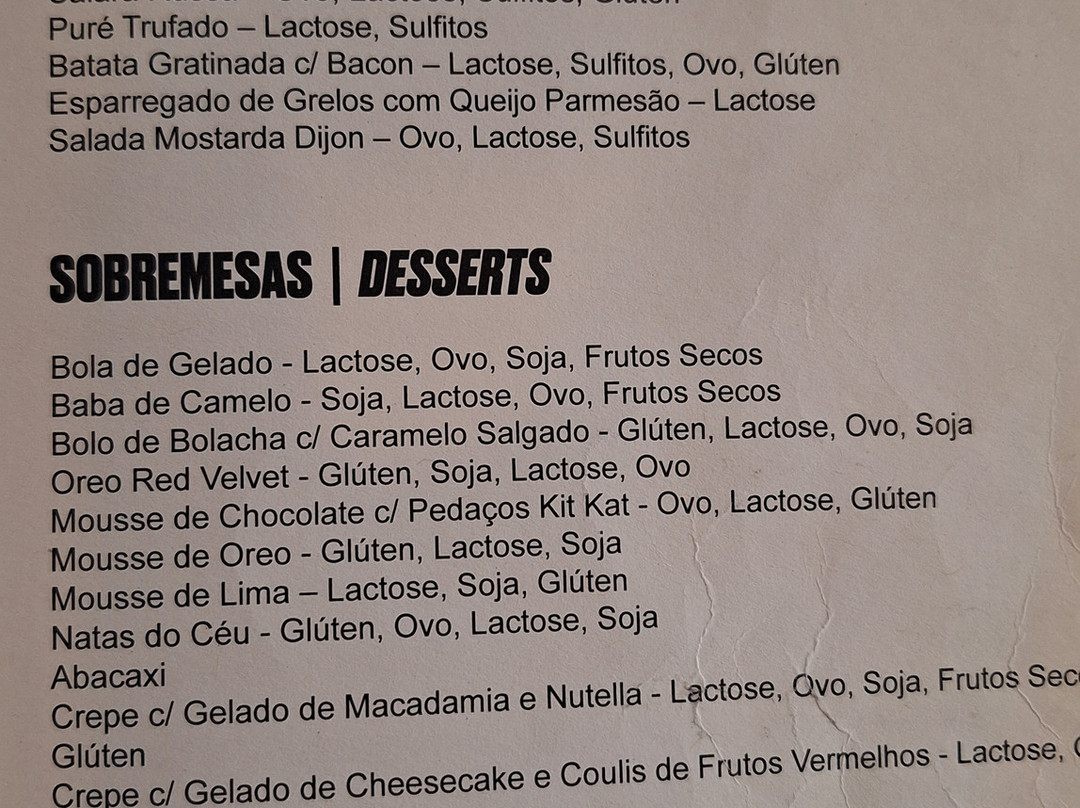 Puré Trufado – Lactose, Sulfitos
Batata Gratinada c/ Bacon – Lactose, Sulfitos, Ovo, Glúten
Esparregado de Grelos com Queijo Parmesão – Lactose
Salada Mostarda Dijon – Ovo, Lactose, Sulfitos
SOBREMESAS | DESSERTS
Bola de Gelado - Lactose, Ovo, Soja, Frutos Secos
Baba de Camelo - Soja, Lactose, Ovo, Frutos Secos
Bolo de Bolacha c/ Caramelo Salgado - Glúten, Lactose, Ovo, Soja
Oreo Red Velvet - Glúten, Soja, Lactose, Ovo
Mousse de Chocolate c/ Pedaços Kit Kat - Ovo, Lactose, Glúten
Mousse de Oreo - Glúten, Lactose, Soja
Mousse de Lima – Lactose, Soja, Glúten
Natas do Céu - Glúten, Ovo, Lactose, Soja
Abacaxi
Crepe c/ Gelado de Macadamia e Nutella - Lactose, Ovo, Soja, Frutos
Glúten
Crepe c/ Gelado de Cheesecake e Coulis de Frutos Vermelhos - Lactose,